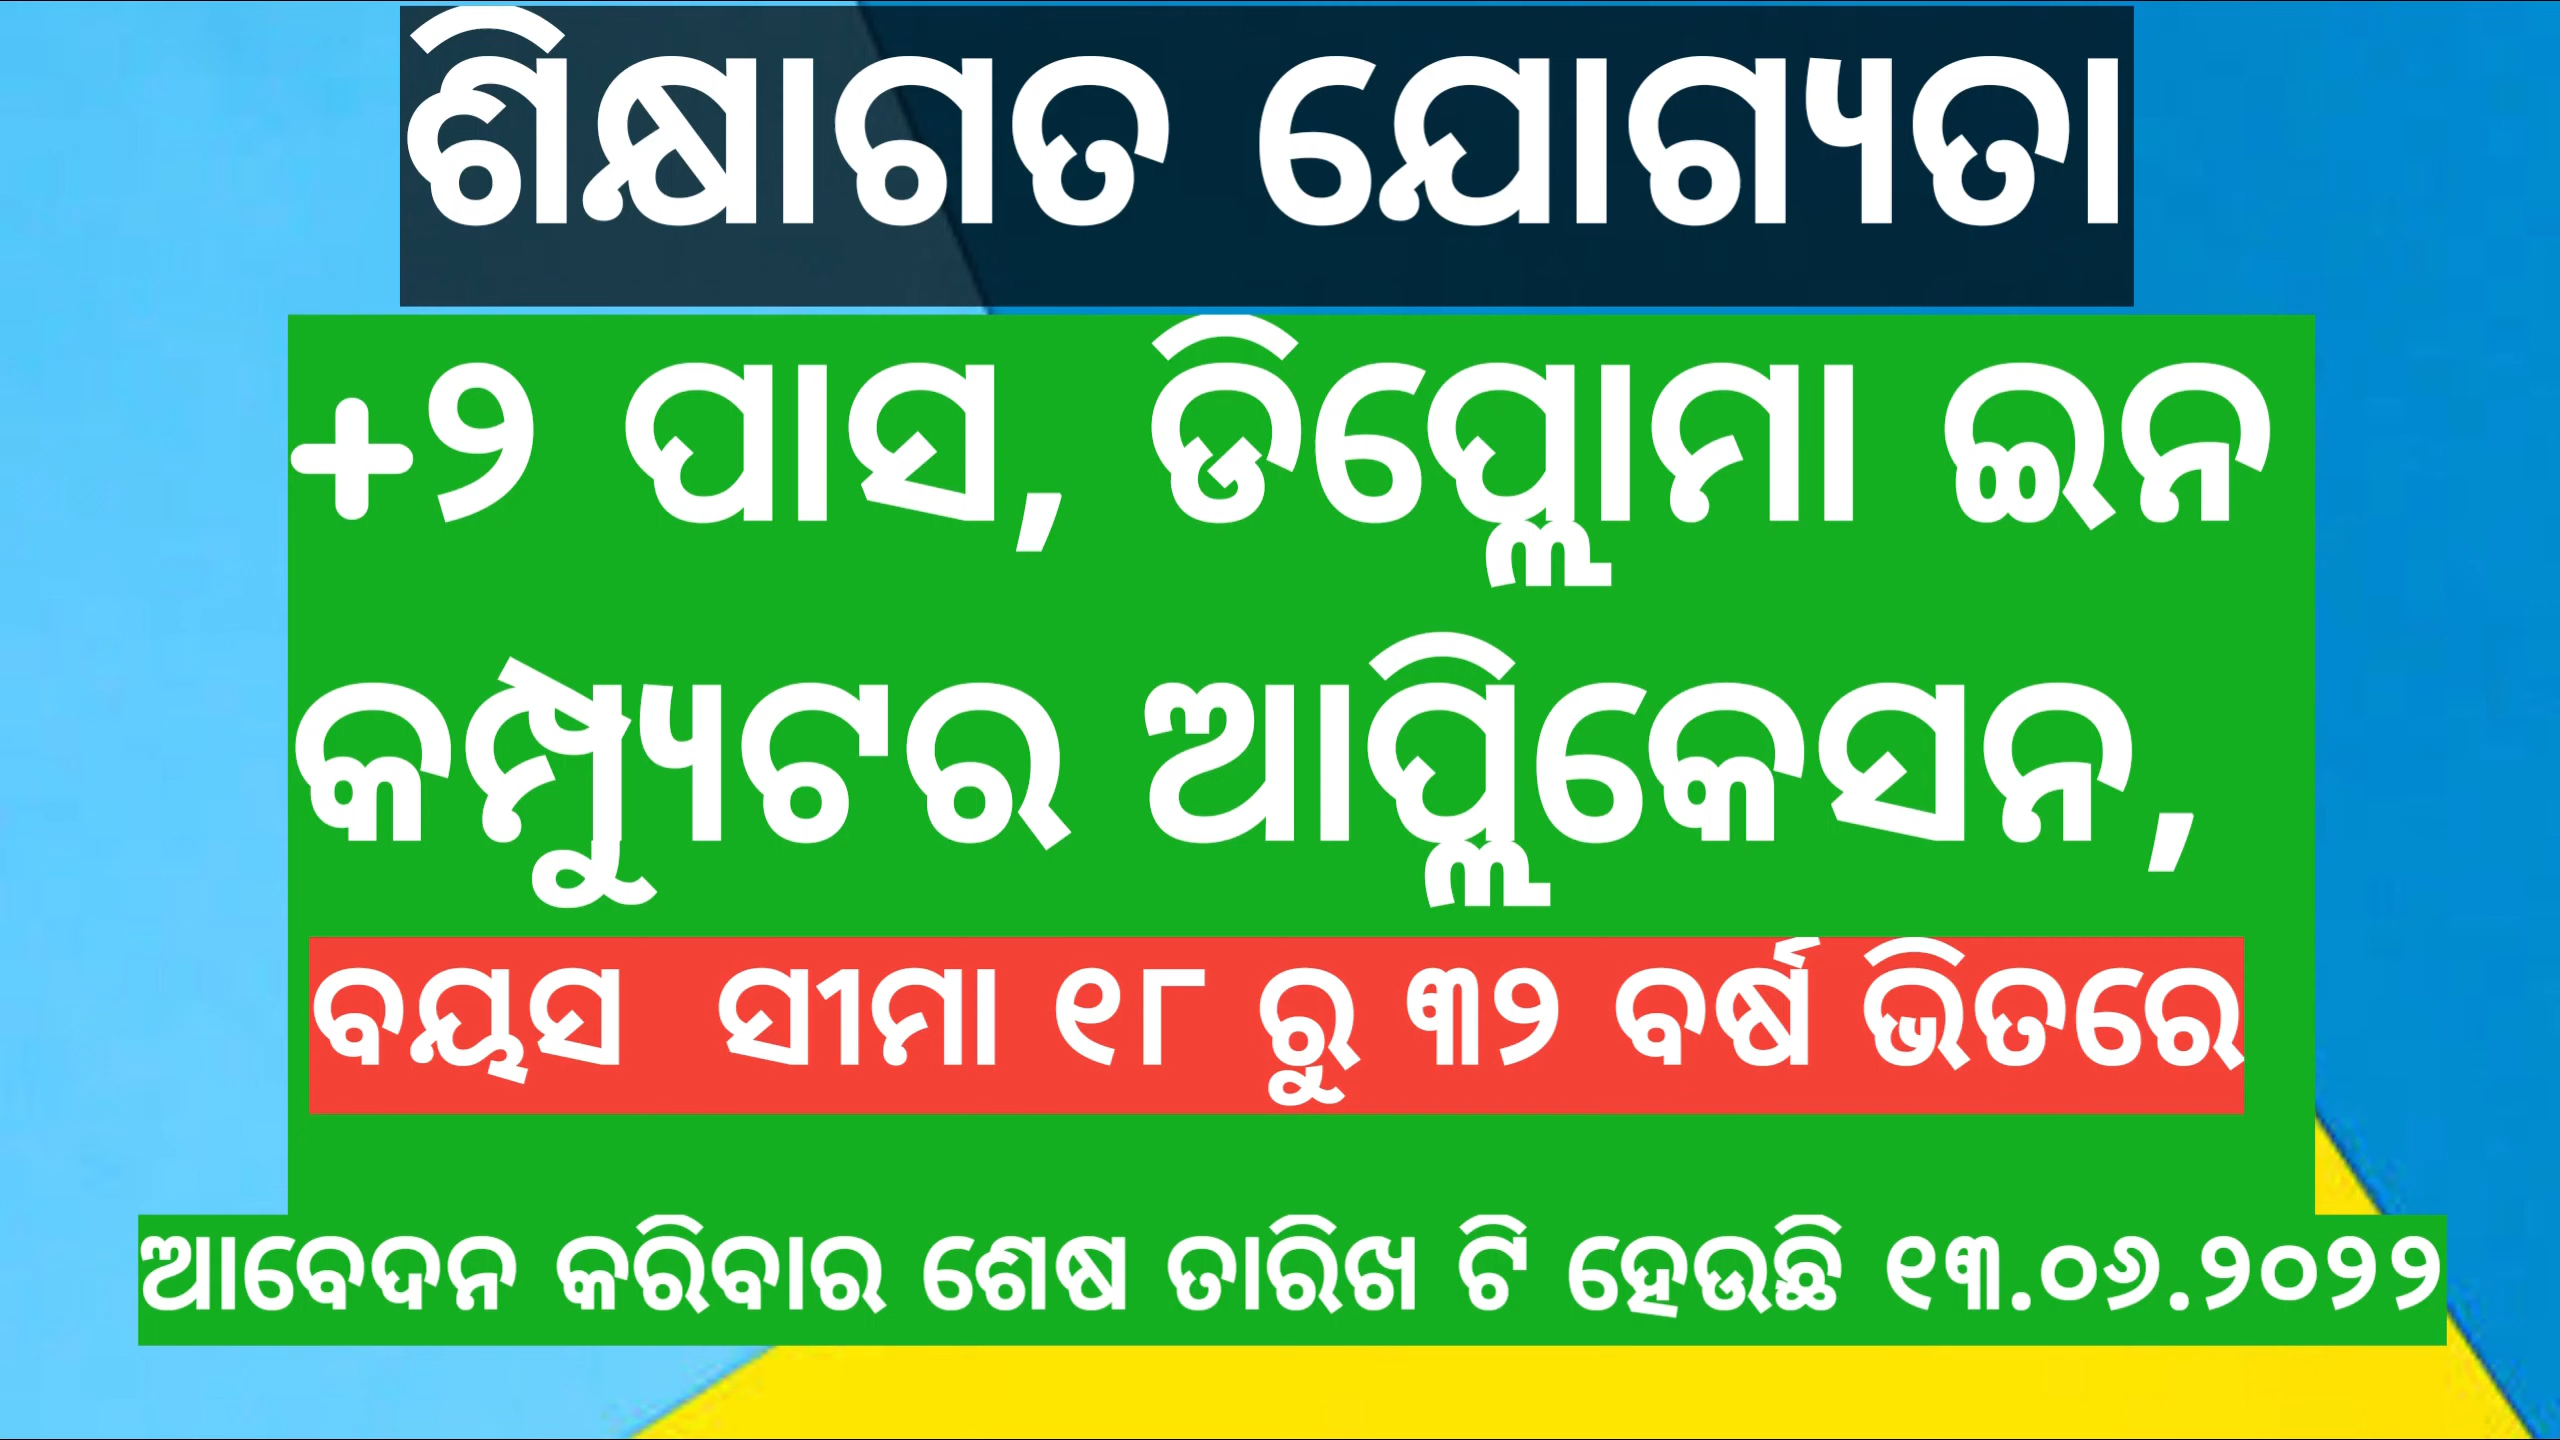 ଶିକ୍ଷାଗତ ଯୋଗ୍ୟତା
+୨ ପାସ, ଡିପ୍ଲୋମା ଇନ
କମ୍ପ୍ୟୁଟର ଆପ୍ଲିକେସନ,
ବୟସ ସୀମା ୧୮ ରୁ ୩୨ ବର୍ଷ ଭିତରେ
ଆବେଦନ କରିବାର ଶେଷ ତାରିଖ ଟି ହେଉଛି ୧୩.୦୬.୨୦୨୨